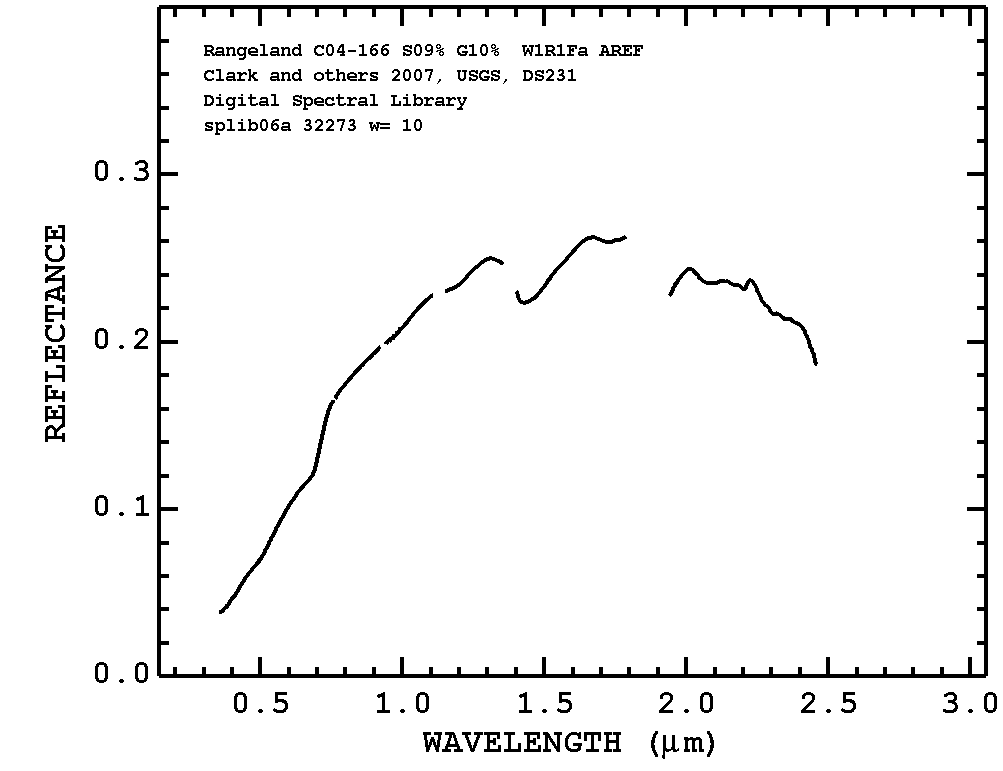 Rangeland C04-166 S09% G10%  W1R1Fa AREF
Clark and others 2007, USGS, DS231
Digital Spectral Library
splib06a 32273 w= 10
0.3
0.2
0.1
0.0
REFLECTANCE
0.5 1.0 1.5 2.0 2.5 3.0
WAVELENGTH (μm)